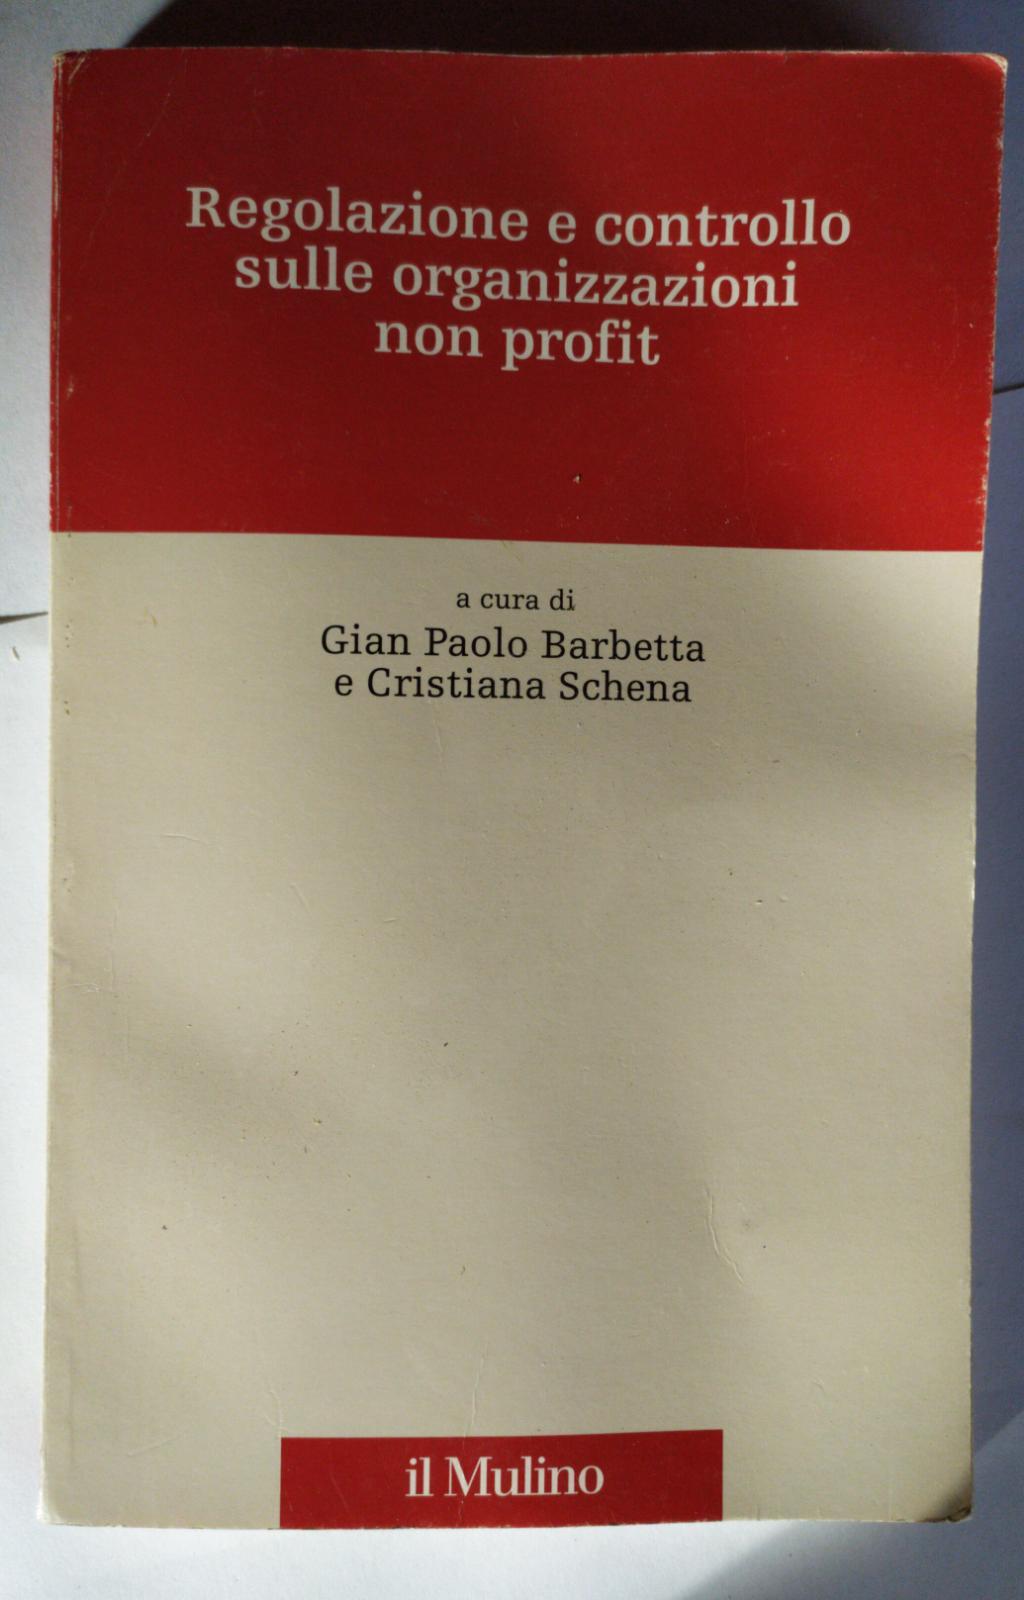 Regolazione e controllo
sulle organizzazioni
non profit
a cura di
Gian Paolo Barbetta
e Cristiana Schena
il Mulino